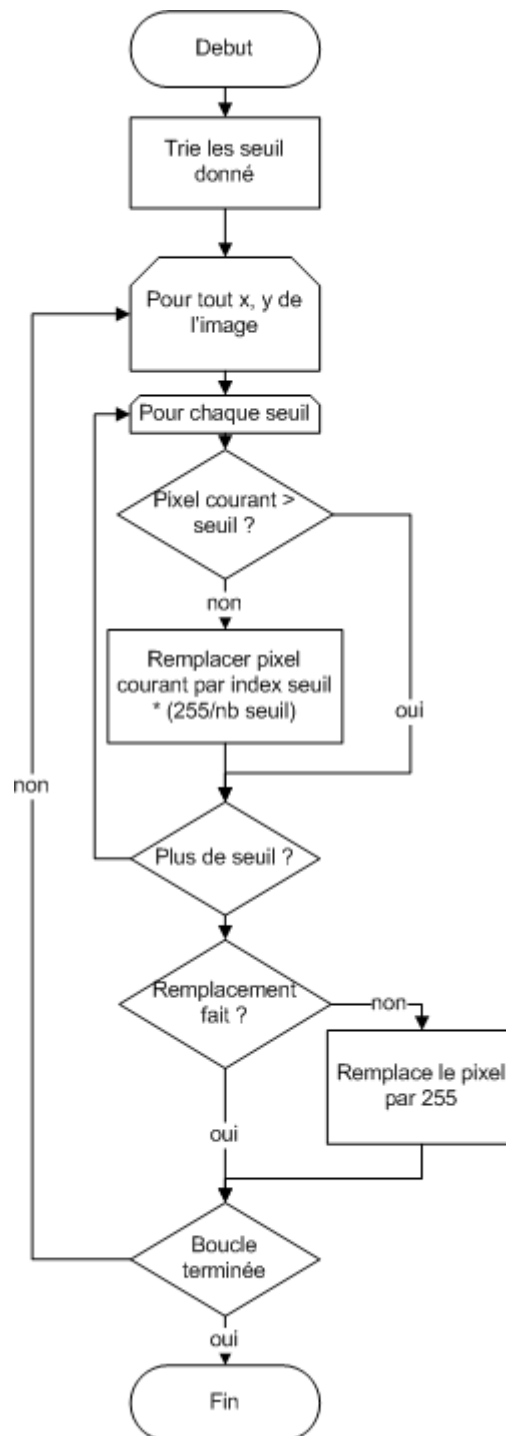 Debut
Trie les seuil
donné
Pour tout x, y de
l'image
Pour chaque seuil
Pixel courant >
seuil ?
non
oui
Remplacer pixel
courant par index seuil
* (255/nb seuil)
non
Plus de seuil ?
Remplacement
fait ?
non
Remplace le pixel
par 255
oui
Boucle
terminée
oui
Fin